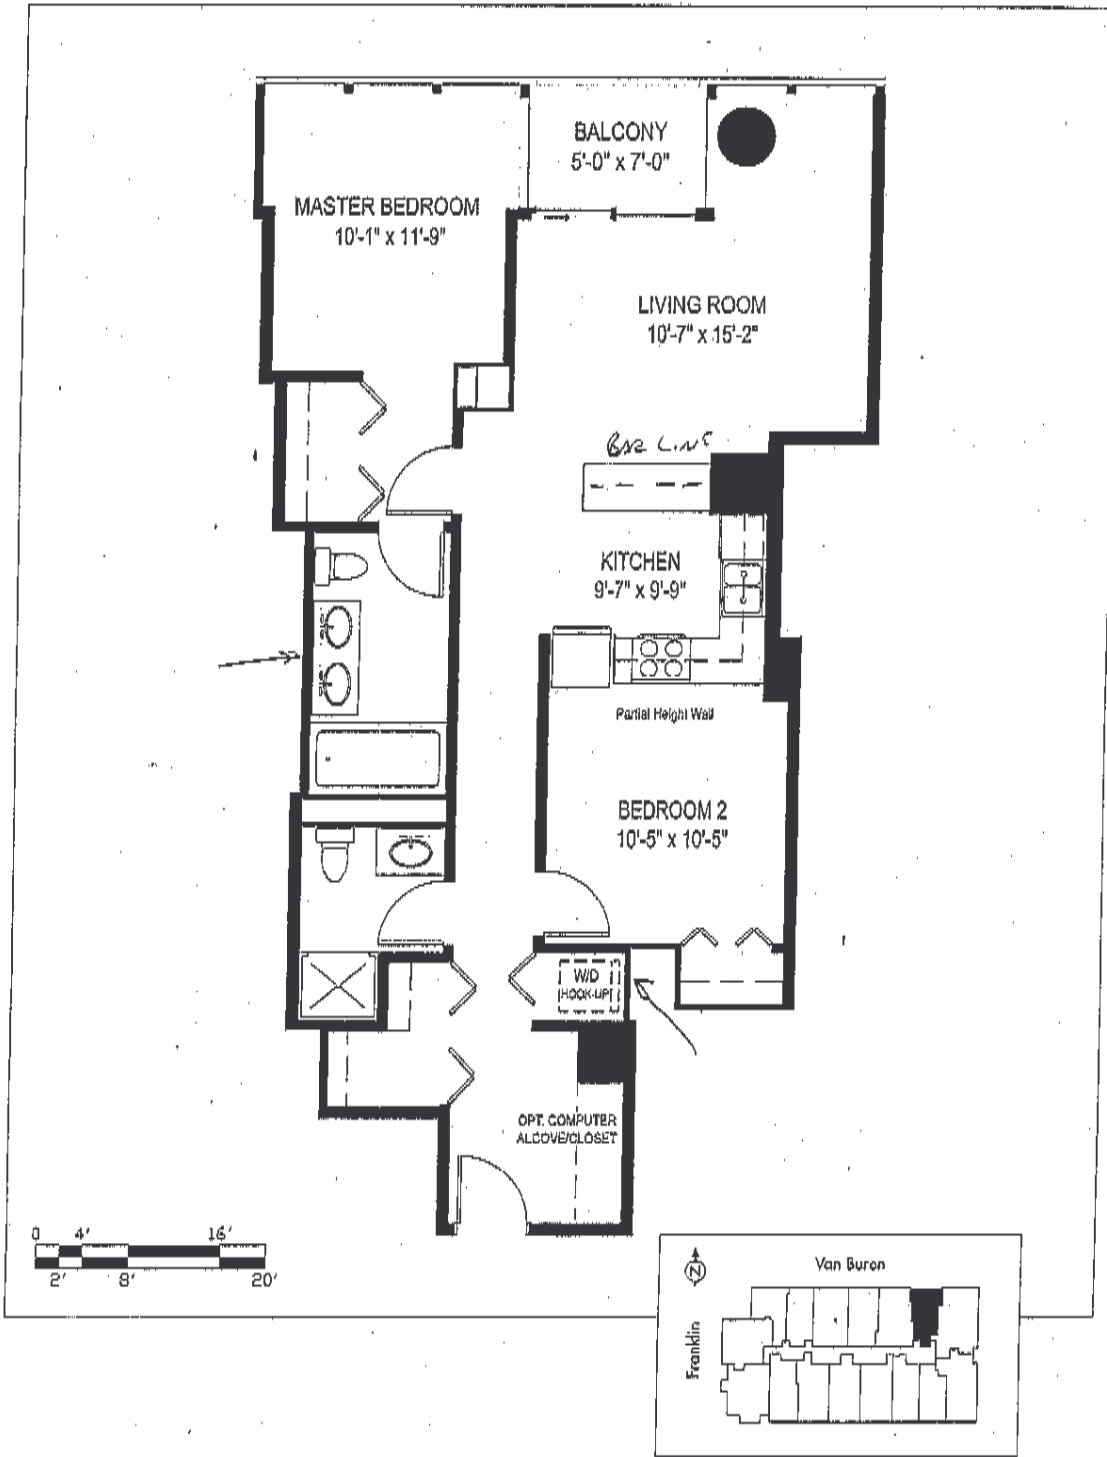 BALCONY
5'-0" x 7'-0"
MASTER BEDROOM
10'-1" x 11'-9"
LIVING ROOM
10'-7" x 15'-2"
BAR LINE
KITCHEN
9'-7" x 9'-9"
Partial Height Wall
BEDROOM 2
10'-5" x 10'-5"
W/D
HOOK-UP
OPT. COMPUTER
ALCOVE/CLOSET
0 4' 16'
2' 8' 20'
N
Van Buren
Franklin